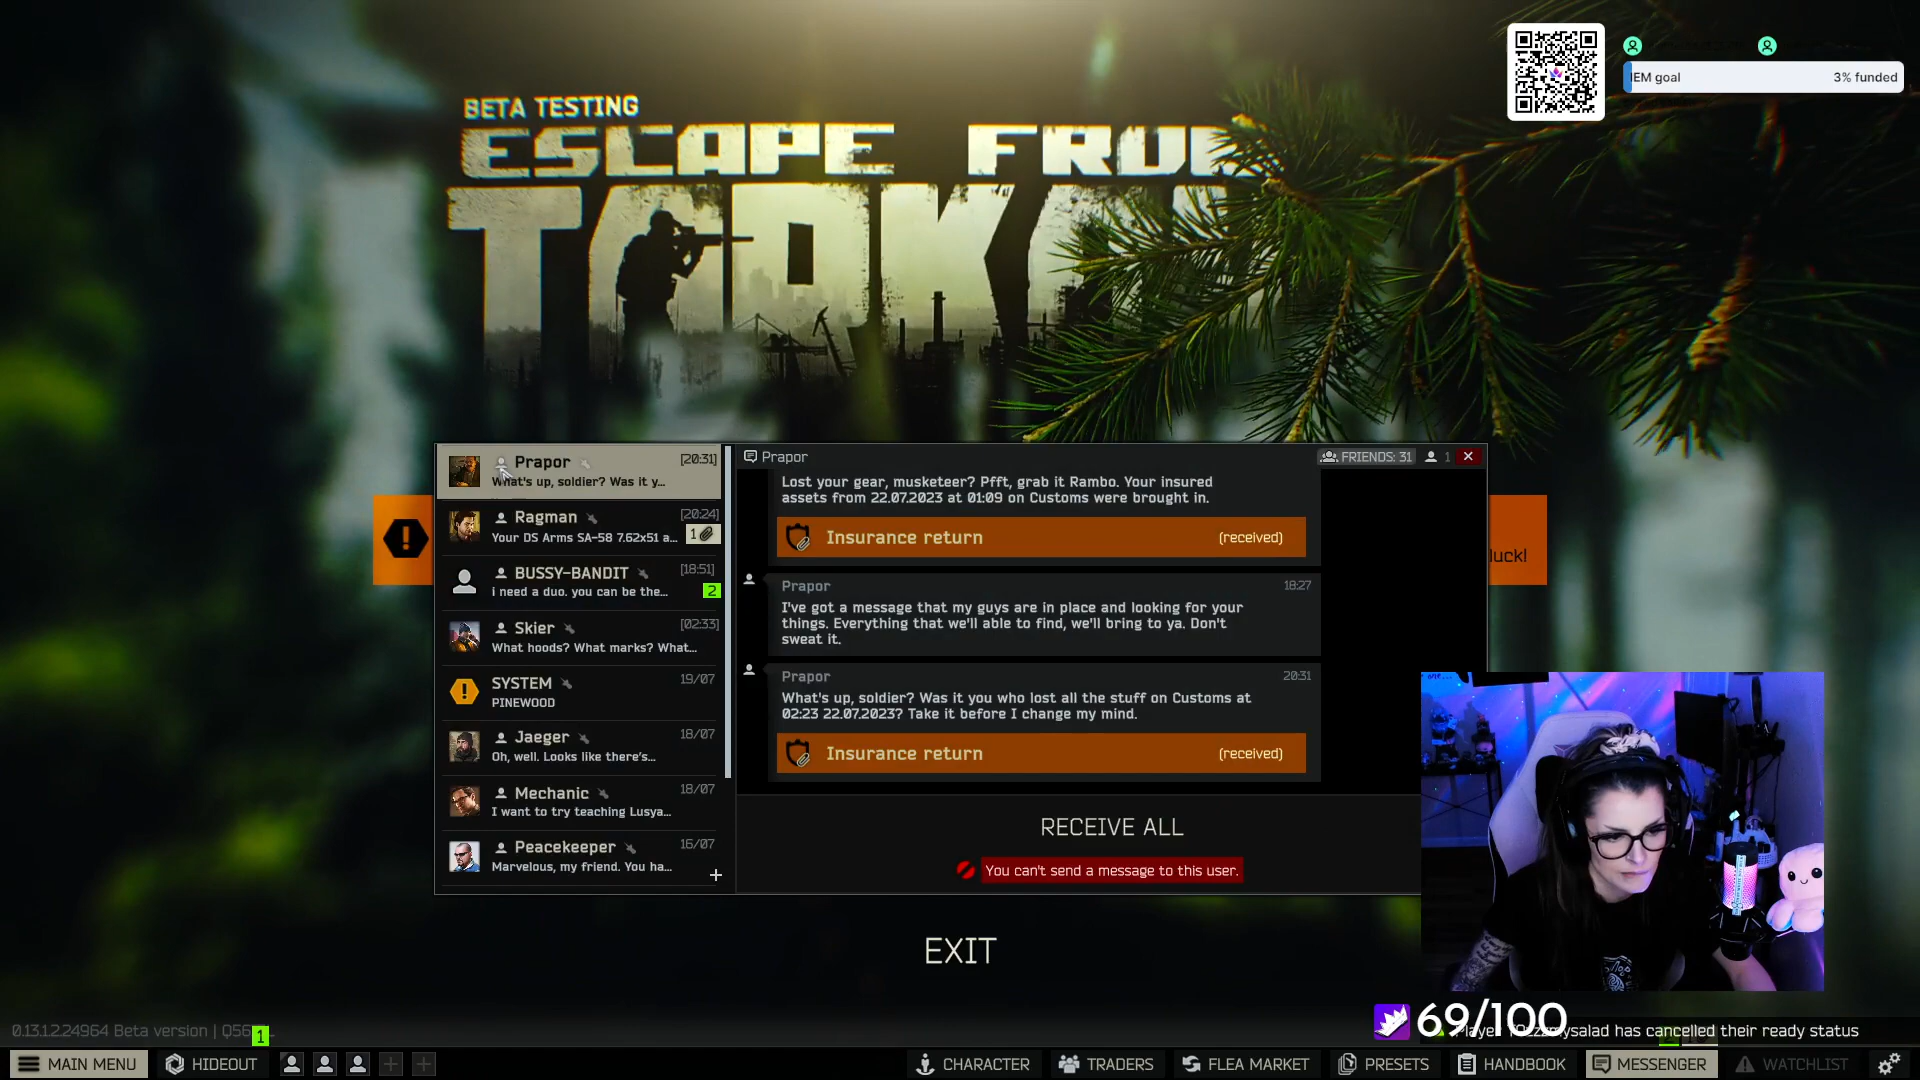 BETA TESTING
ESCAPE FROM
TARKOV
IEM goal
3% funded
Prapor
[20:31]
What's up, soldier? Was it y...
Ragman
[20:24]
Your DS Arms SA-58 7.62x51 a...
1
BUSSY-BANDIT
[18:51]
i need a duo. you can be the...
2
Skier
[02:33]
What hoods? What marks? What...
SYSTEM
19/07
PINEWOOD
Jaeger
18/07
Oh, well. Looks like there's...
Mechanic
18/07
I want to try teaching Lusya...
Peacekeeper
16/07
Marvelous, my friend. You ha...
+
Prapor
FRIENDS: 31
1
Lost your gear, musketeer? Pfft, grab it Rambo. Your insured
assets from 22.07.2023 at 01:09 on Customs were brought in.
Insurance return
(received)
Prapor
18:27
I've got a message that my guys are in place and looking for your
things. Everything that we'll able to find, we'll bring to ya. Don't
sweat it.
Prapor
20:31
What's up, soldier? Was it you who lost all the stuff on Customs at
02:23 22.07.2023? Take it before I change my mind.
Insurance return
(received)
luck!
RECEIVE ALL
You can't send a message to this user.
EXIT
69/100
0.13.1.2.24964 Beta version |
1
has cancelled their ready status
MAIN MENU
HIDEOUT
CHARACTER
TRADERS
FLEA MARKET
PRESETS
HANDBOOK
MESSENGER
WATCHLIST